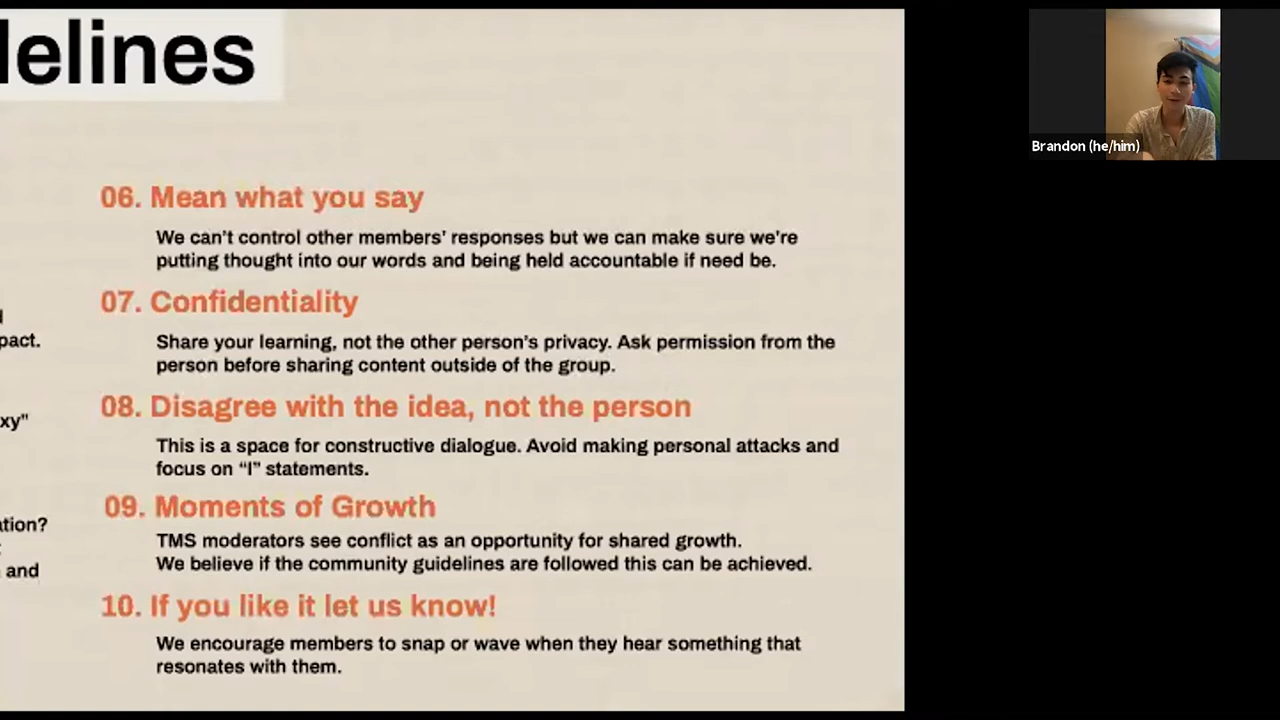 elines
06. Mean what you say
We can't control other members' responses but we can make sure we're
putting thought into our words and being held accountable if need be.
07. Confidentiality
Share your learning, not the other person's privacy. Ask permission from the
person before sharing content outside of the group.
08. Disagree with the idea, not the person
This is a space for constructive dialogue. Avoid making personal attacks and
focus on “I” statements.
09. Moments of Growth
TMS moderators see conflict as an opportunity for shared growth.
We believe if the community guidelines are followed this can be achieved.
10. If you like it let us know!
We encourage members to snap or wave when they hear something that
resonates with them.
pact.
xy"
ation?
and
Brandon (he/him)